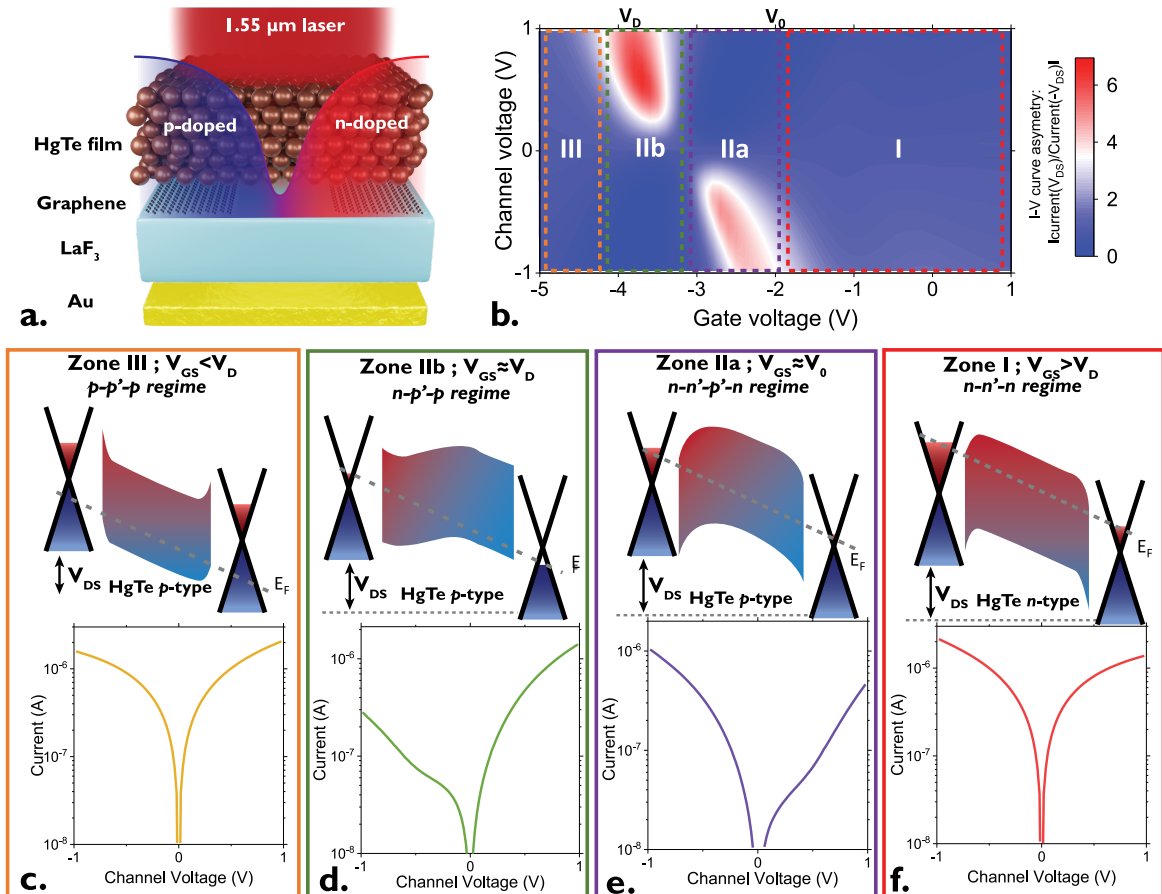 1.55 µm laser
p-doped
n-doped
HgTe film
Graphene
LaF3
Au
a.
VD
V0
Channel voltage (V)
1
0
-1
III
IIb
IIa
I
-5
-4
-3
-2
-1
0
1
Gate voltage (V)
b.
6
4
2
0
I-V curve asymetry:
Icurrent(VDS)/Current(-VDS)I
Zone III ; VGS<VD
p-p'-p regime
VDS
HgTe p-type
EF
Current (A)
10-6
10-7
10-8
-1
0
1
Channel Voltage (V)
c.
Zone IIb ; VGS≈VD
n-p'-p regime
VDS
HgTe p-type
E
F
Current (A)
10-6
10-7
10-8
-1
0
1
Channel Voltage (V)
d.
Zone IIa ; VGS≈V0
n-n'-p'-n regime
VDS
HgTe p-type
EF
Current (A)
10-6
10-7
10-8
-1
0
1
Channel Voltage (V)
e.
Zone I ; VGS>VD
n-n'-n regime
VDS
HgTe n-type
EF
Current (A)
10-6
10-7
10-8
-1
0
1
Channel Voltage (V)
f.